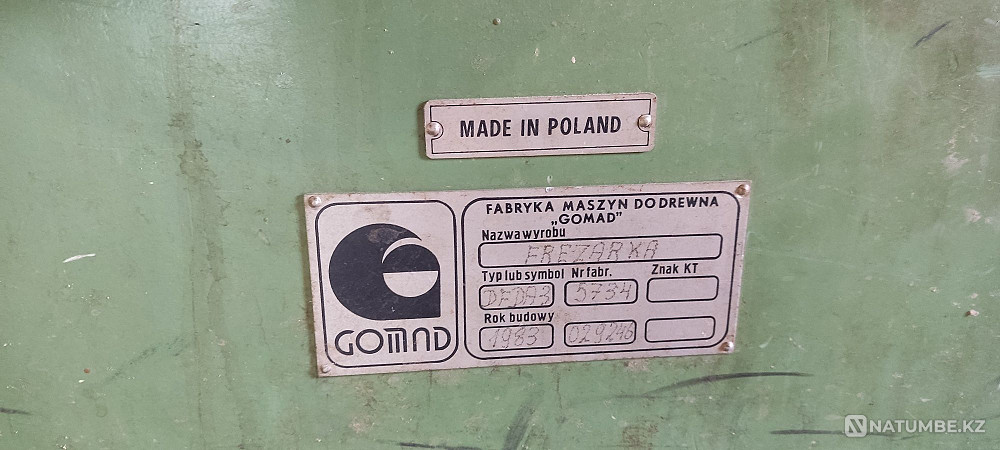 MADE IN POLAND
FABRYKA MASZYN DO DREWNA
„GOMAD”
Nazwa wyrobu
FREZARKA
Typ lub symbol Nr fabr. Znak KT
DFDA3 5734
Rok budowy
1983 029246
GOMAD
NATUMBE.KZ